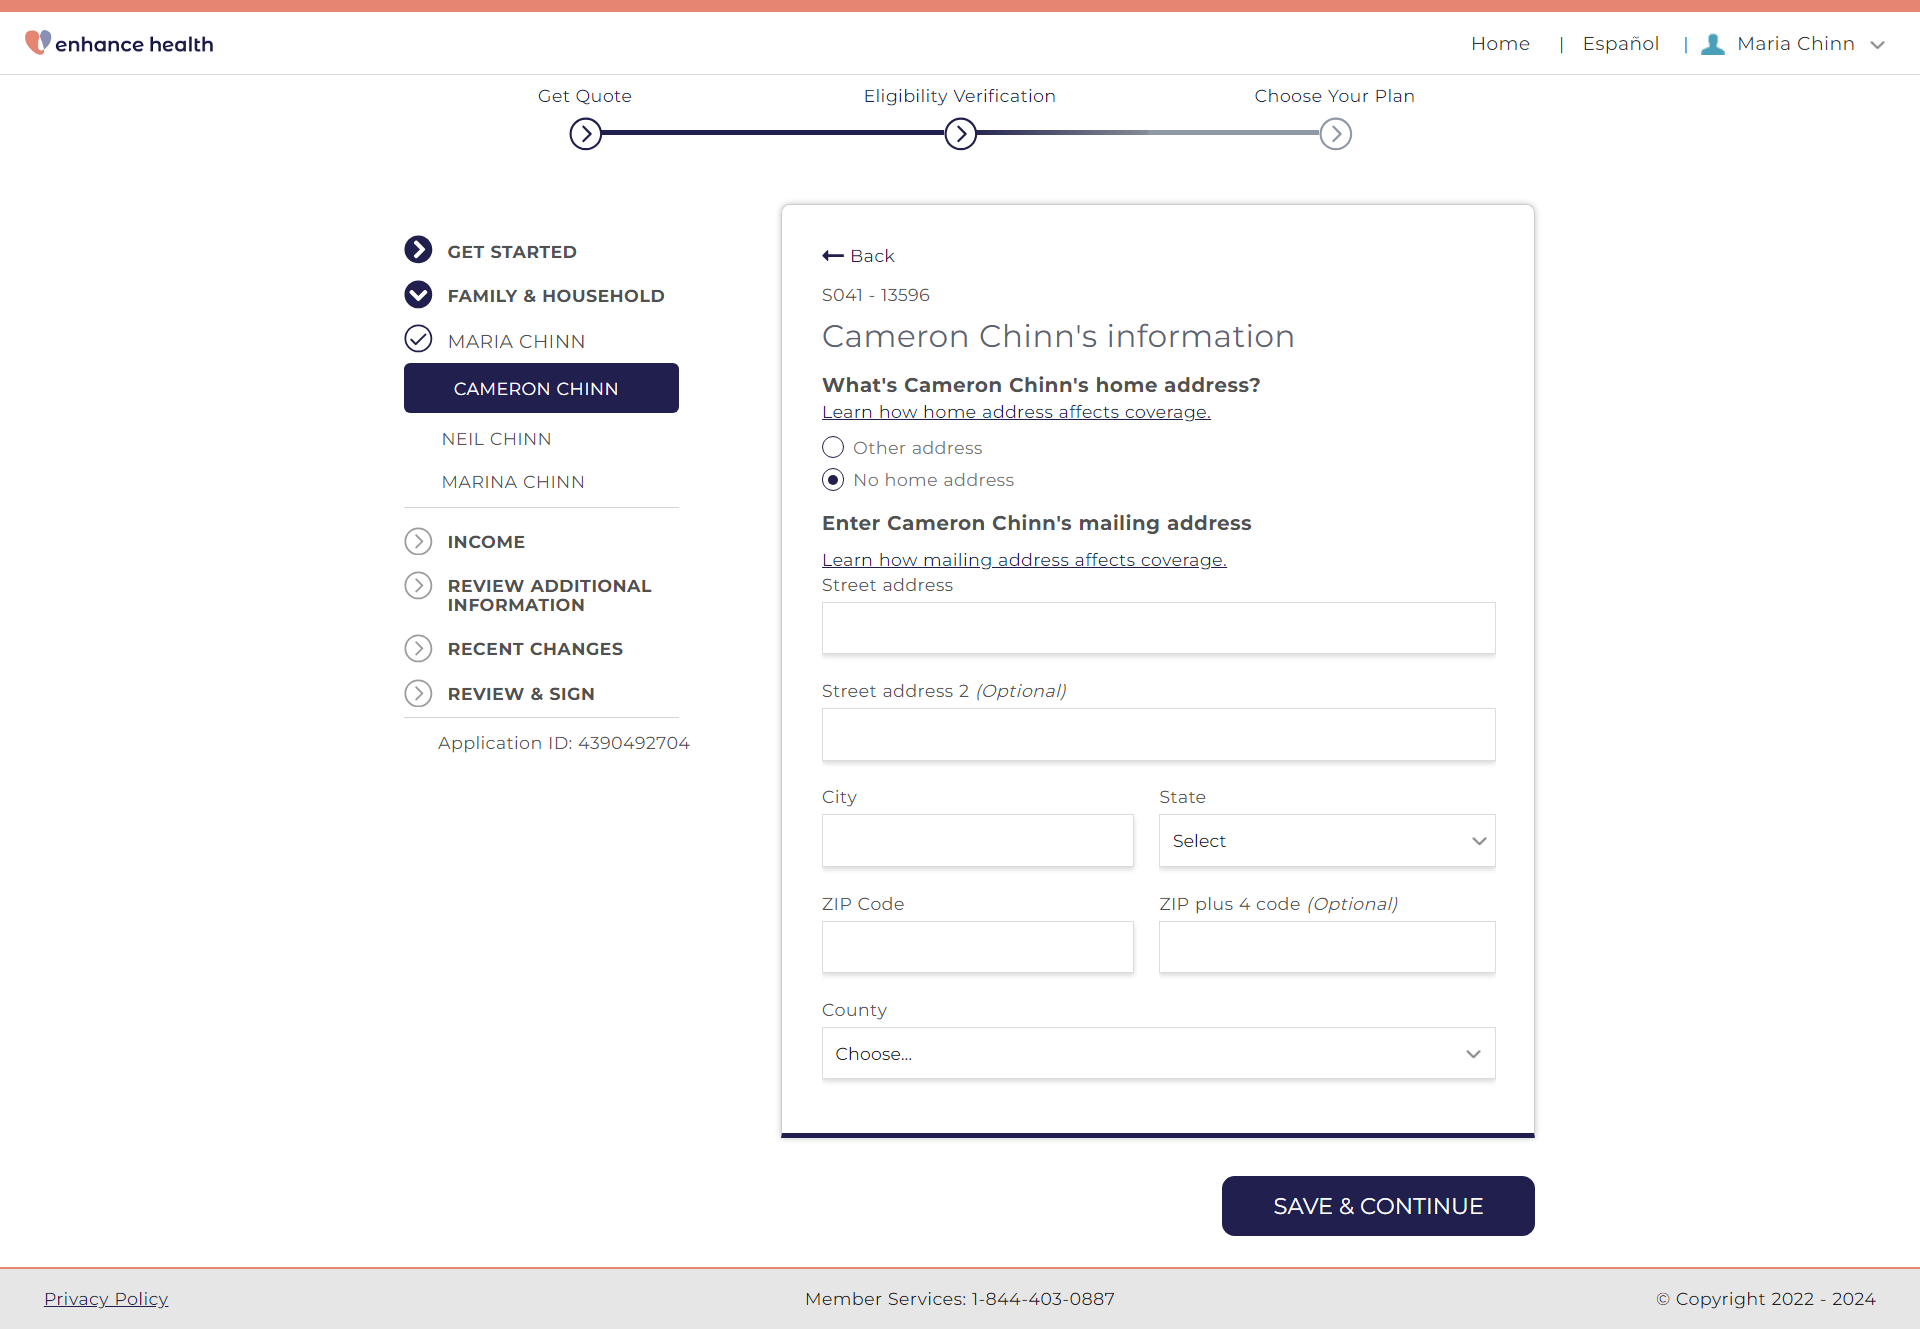 enhance health
Home | Español | Maria Chinn
Get Quote
Eligibility Verification
Choose Your Plan
GET STARTED
FAMILY & HOUSEHOLD
MARIA CHINN
CAMERON CHINN
NEIL CHINN
MARINA CHINN
INCOME
REVIEW ADDITIONAL
INFORMATION
RECENT CHANGES
REVIEW & SIGN
Application ID: 4390492704
Back
S041 - 13596
Cameron Chinn's information
What's Cameron Chinn's home address?
Learn how home address affects coverage.
Other address
No home address
Enter Cameron Chinn's mailing address
Learn how mailing address affects coverage.
Street address
Street address 2 (Optional)
City
State
Select
ZIP Code
ZIP plus 4 code (Optional)
County
Choose...
SAVE & CONTINUE
Privacy Policy
Member Services: 1-844-403-0887
© Copyright 2022 - 2024